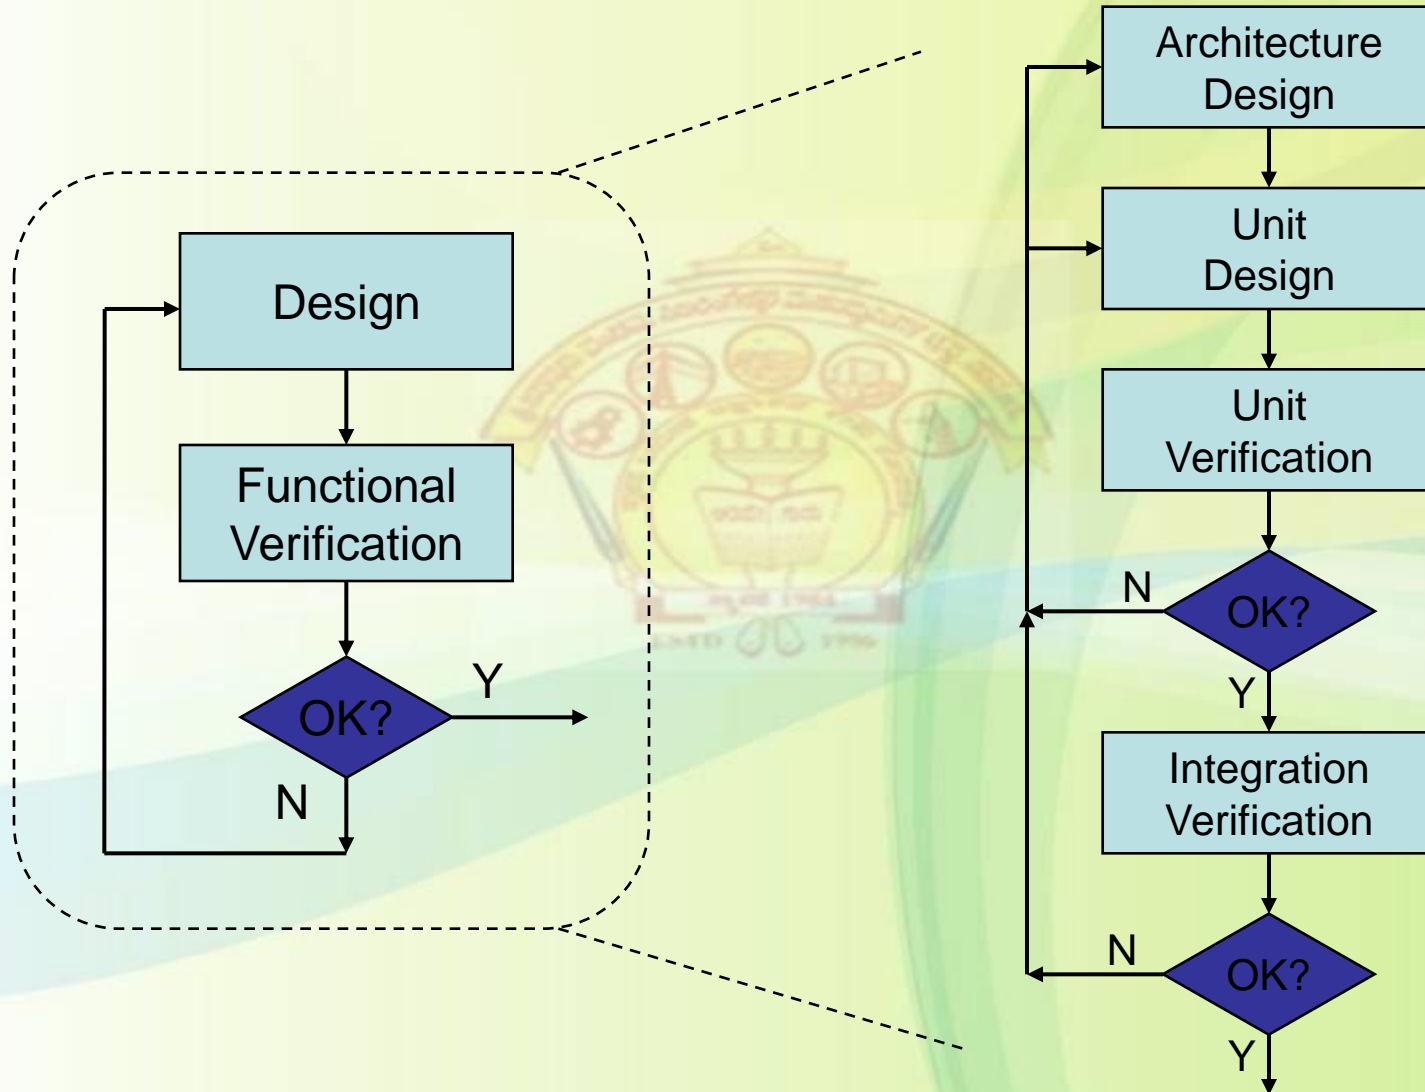 Design
Functional
Verification
OK?
Y
N
Architecture
Design
Unit
Design
Unit
Verification
OK?
N
Y
Integration
Verification
OK?
N
Y